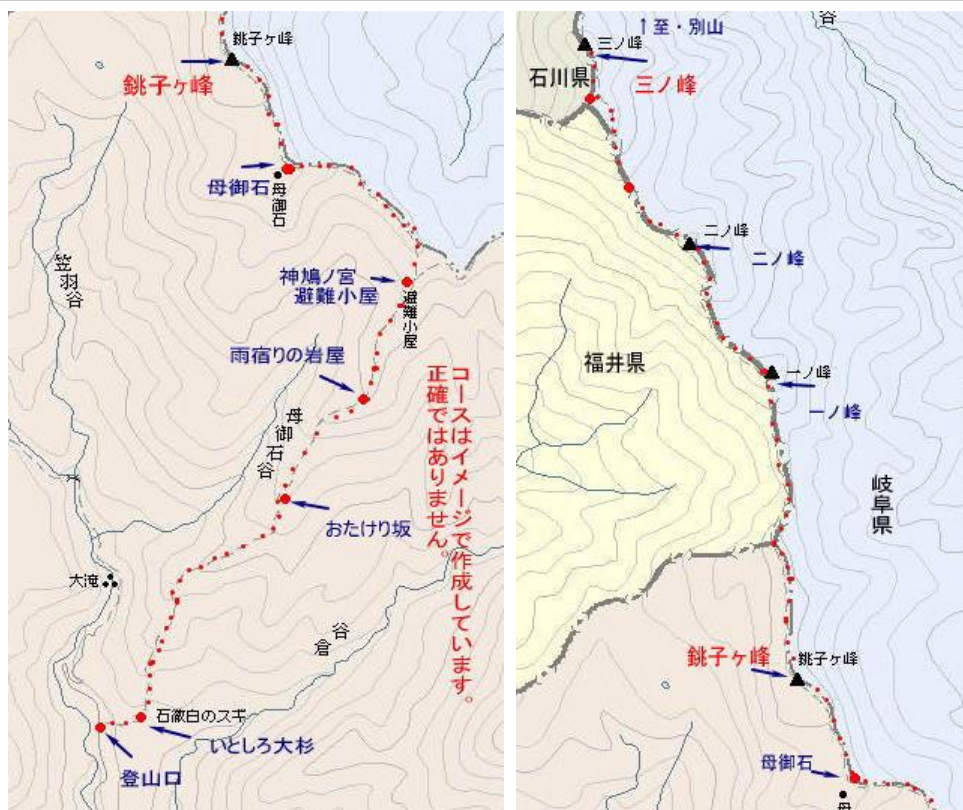 銚子ヶ峰
銚子ヶ峰
母御石
母御石
笠羽谷
神鳩ノ宮
避難小屋
避難小屋
雨宿りの岩屋
母御石谷
コースはイメージで作成しています。
正確ではありません。
おたけり坂
大滝
倉谷
石徹白のスギ
いとしろ大杉
登山口
谷
↑至・別山
三ノ峰
石川県
三ノ峰
二ノ峰
二ノ峰
福井県
一ノ峰
一ノ峰
岐阜県
銚子ヶ峰
銚子ヶ峰
母御石